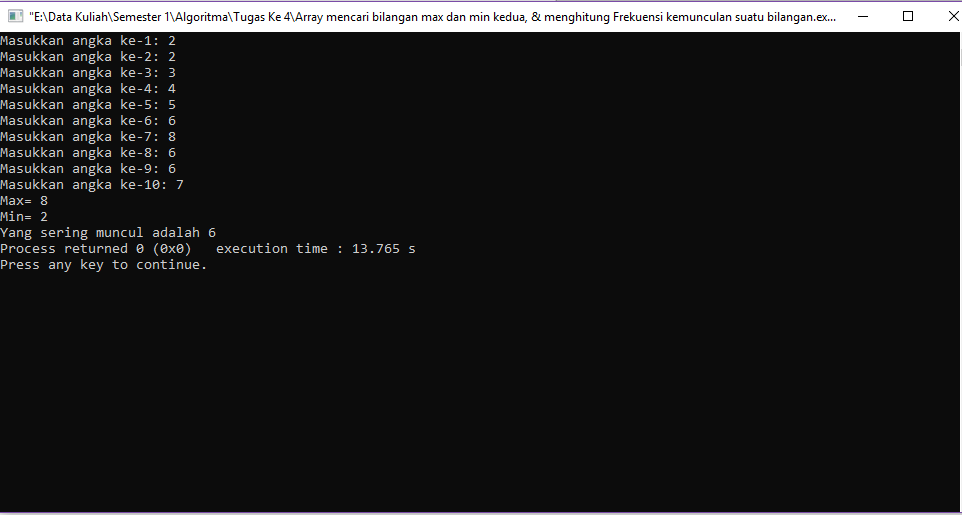 "E:\Data Kuliah\Semester 1\Algoritma\Tugas Ke 4\Array mencari bilangan max dan min kedua, & menghitung Frekuensi kemunculan suatu bilangan.ex...
Masukkan angka ke-1: 2
Masukkan angka ke-2: 2
Masukkan angka ke-3: 3
Masukkan angka ke-4: 4
Masukkan angka ke-5: 5
Masukkan angka ke-6: 6
Masukkan angka ke-7: 8
Masukkan angka ke-8: 6
Masukkan angka ke-9: 6
Masukkan angka ke-10: 7
Max= 8
Min= 2
Yang sering muncul adalah 6
Process returned 0 (0x0)   execution time : 13.765 s
Press any key to continue.